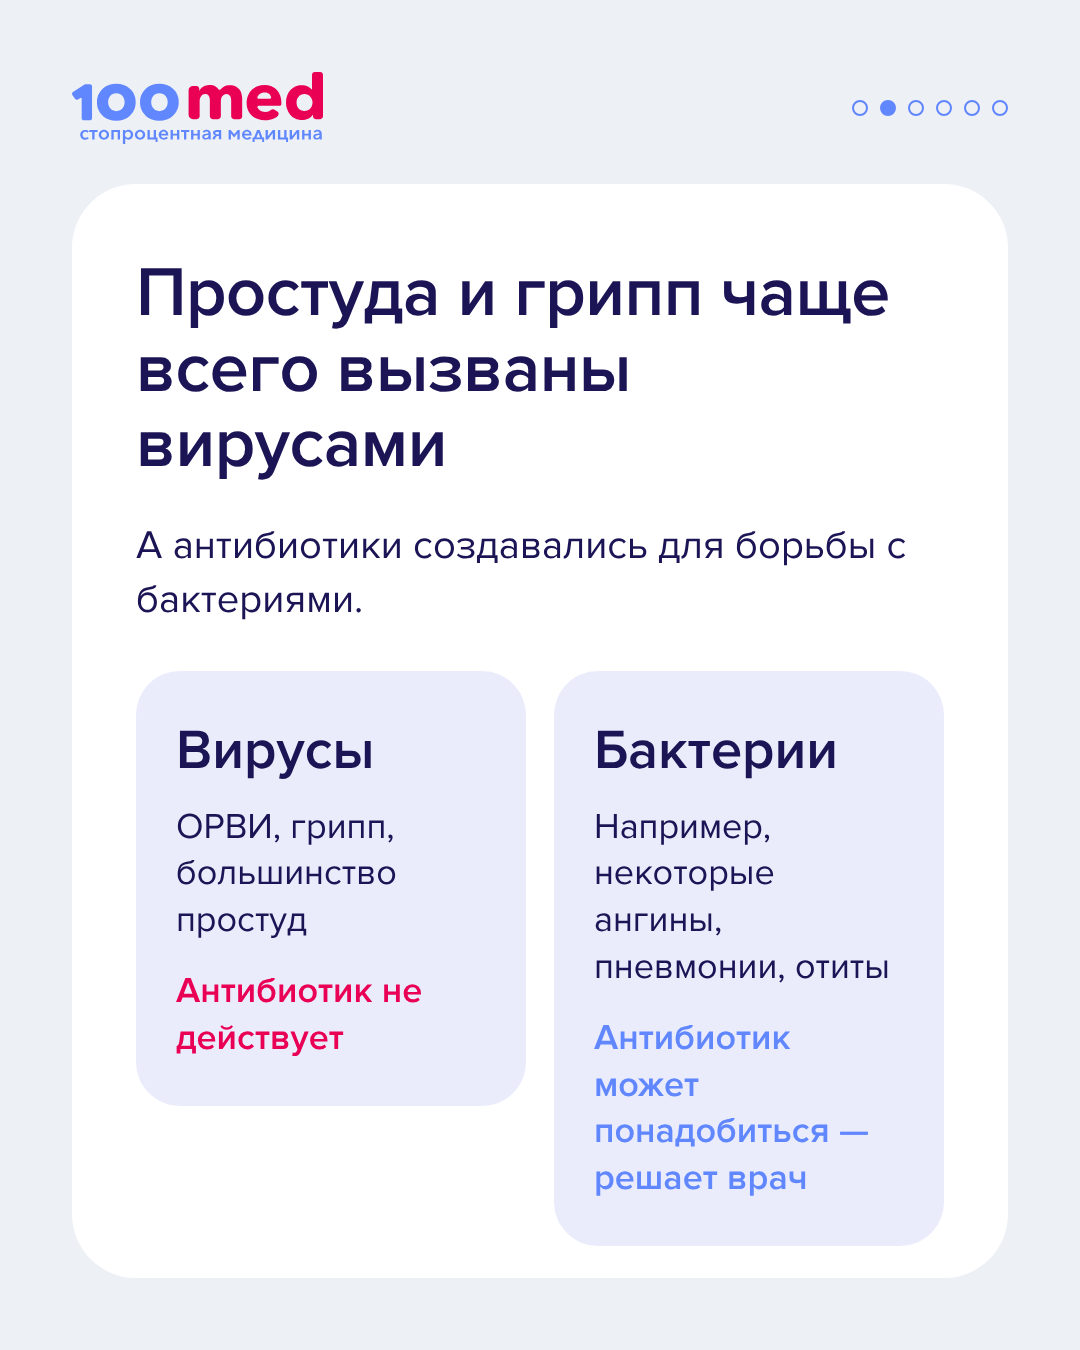 100med
стопроцентная медицина
Простуда и грипп чаще
всего вызваны
вирусами
А антибиотики создавались для борьбы с
бактериями.
Вирусы
ОРВИ, грипп,
большинство
простуд
Антибиотик не
действует
Бактерии
Например,
некоторые
ангины,
пневмонии, отиты
Антибиотик
может
понадобиться —
решает врач